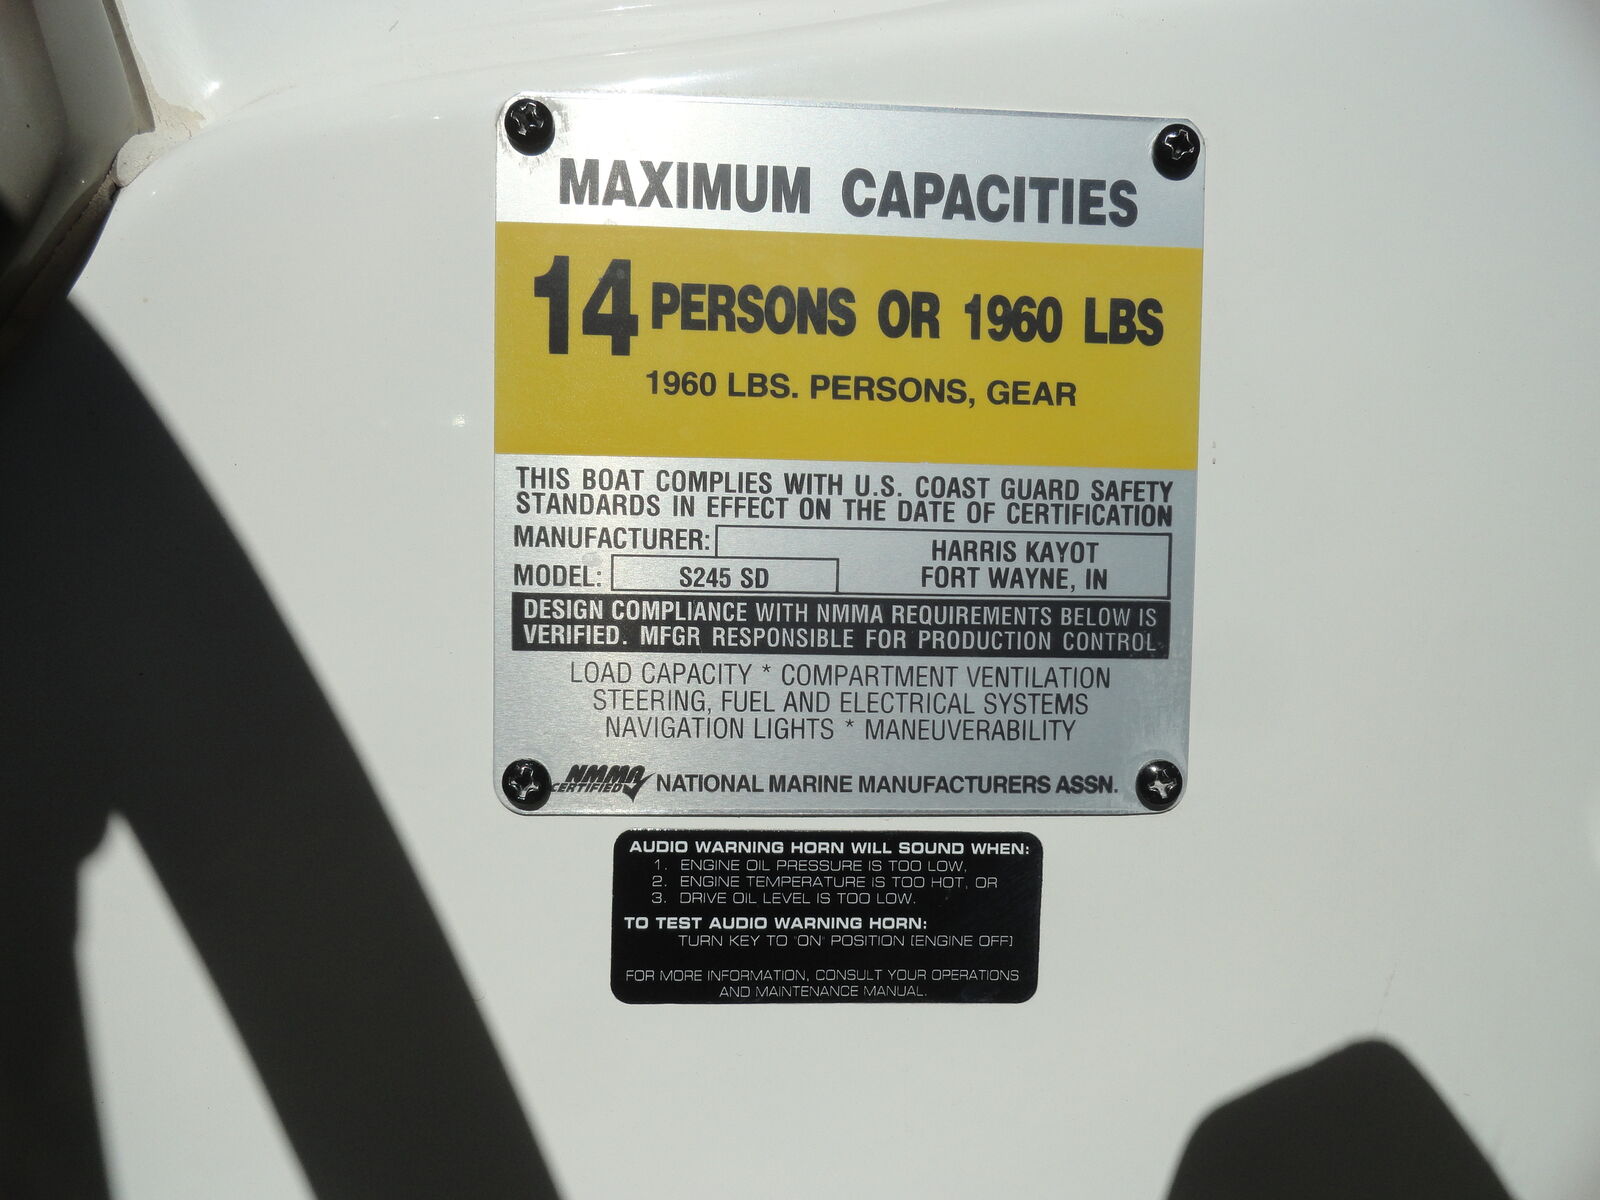 MAXIMUM CAPACITIES
14 PERSONS OR 1960 LBS
1960 LBS. PERSONS, GEAR
THIS BOAT COMPLIES WITH U.S. COAST GUARD SAFETY
STANDARDS IN EFFECT ON THE DATE OF CERTIFICATION
MANUFACTURER: HARRIS KAYOT
MODEL: S245 SD FORT WAYNE, IN
DESIGN COMPLIANCE WITH NMMA REQUIREMENTS BELOW IS
VERIFIED. MFGR RESPONSIBLE FOR PRODUCTION CONTROL.
LOAD CAPACITY * COMPARTMENT VENTILATION
STEERING, FUEL AND ELECTRICAL SYSTEMS
NAVIGATION LIGHTS * MANEUVERABILITY
NMMA
CERTIFIED NATIONAL MARINE MANUFACTURERS ASSN.
AUDIO WARNING HORN WILL SOUND WHEN:
1. ENGINE OIL PRESSURE IS TOO LOW,
2. ENGINE TEMPERATURE IS TOO HOT, OR
3. DRIVE OIL LEVEL IS TOO LOW.
TO TEST AUDIO WARNING HORN:
TURN KEY TO "ON" POSITION [ENGINE OFF]
FOR MORE INFORMATION, CONSULT YOUR OPERATIONS
AND MAINTENANCE MANUAL.